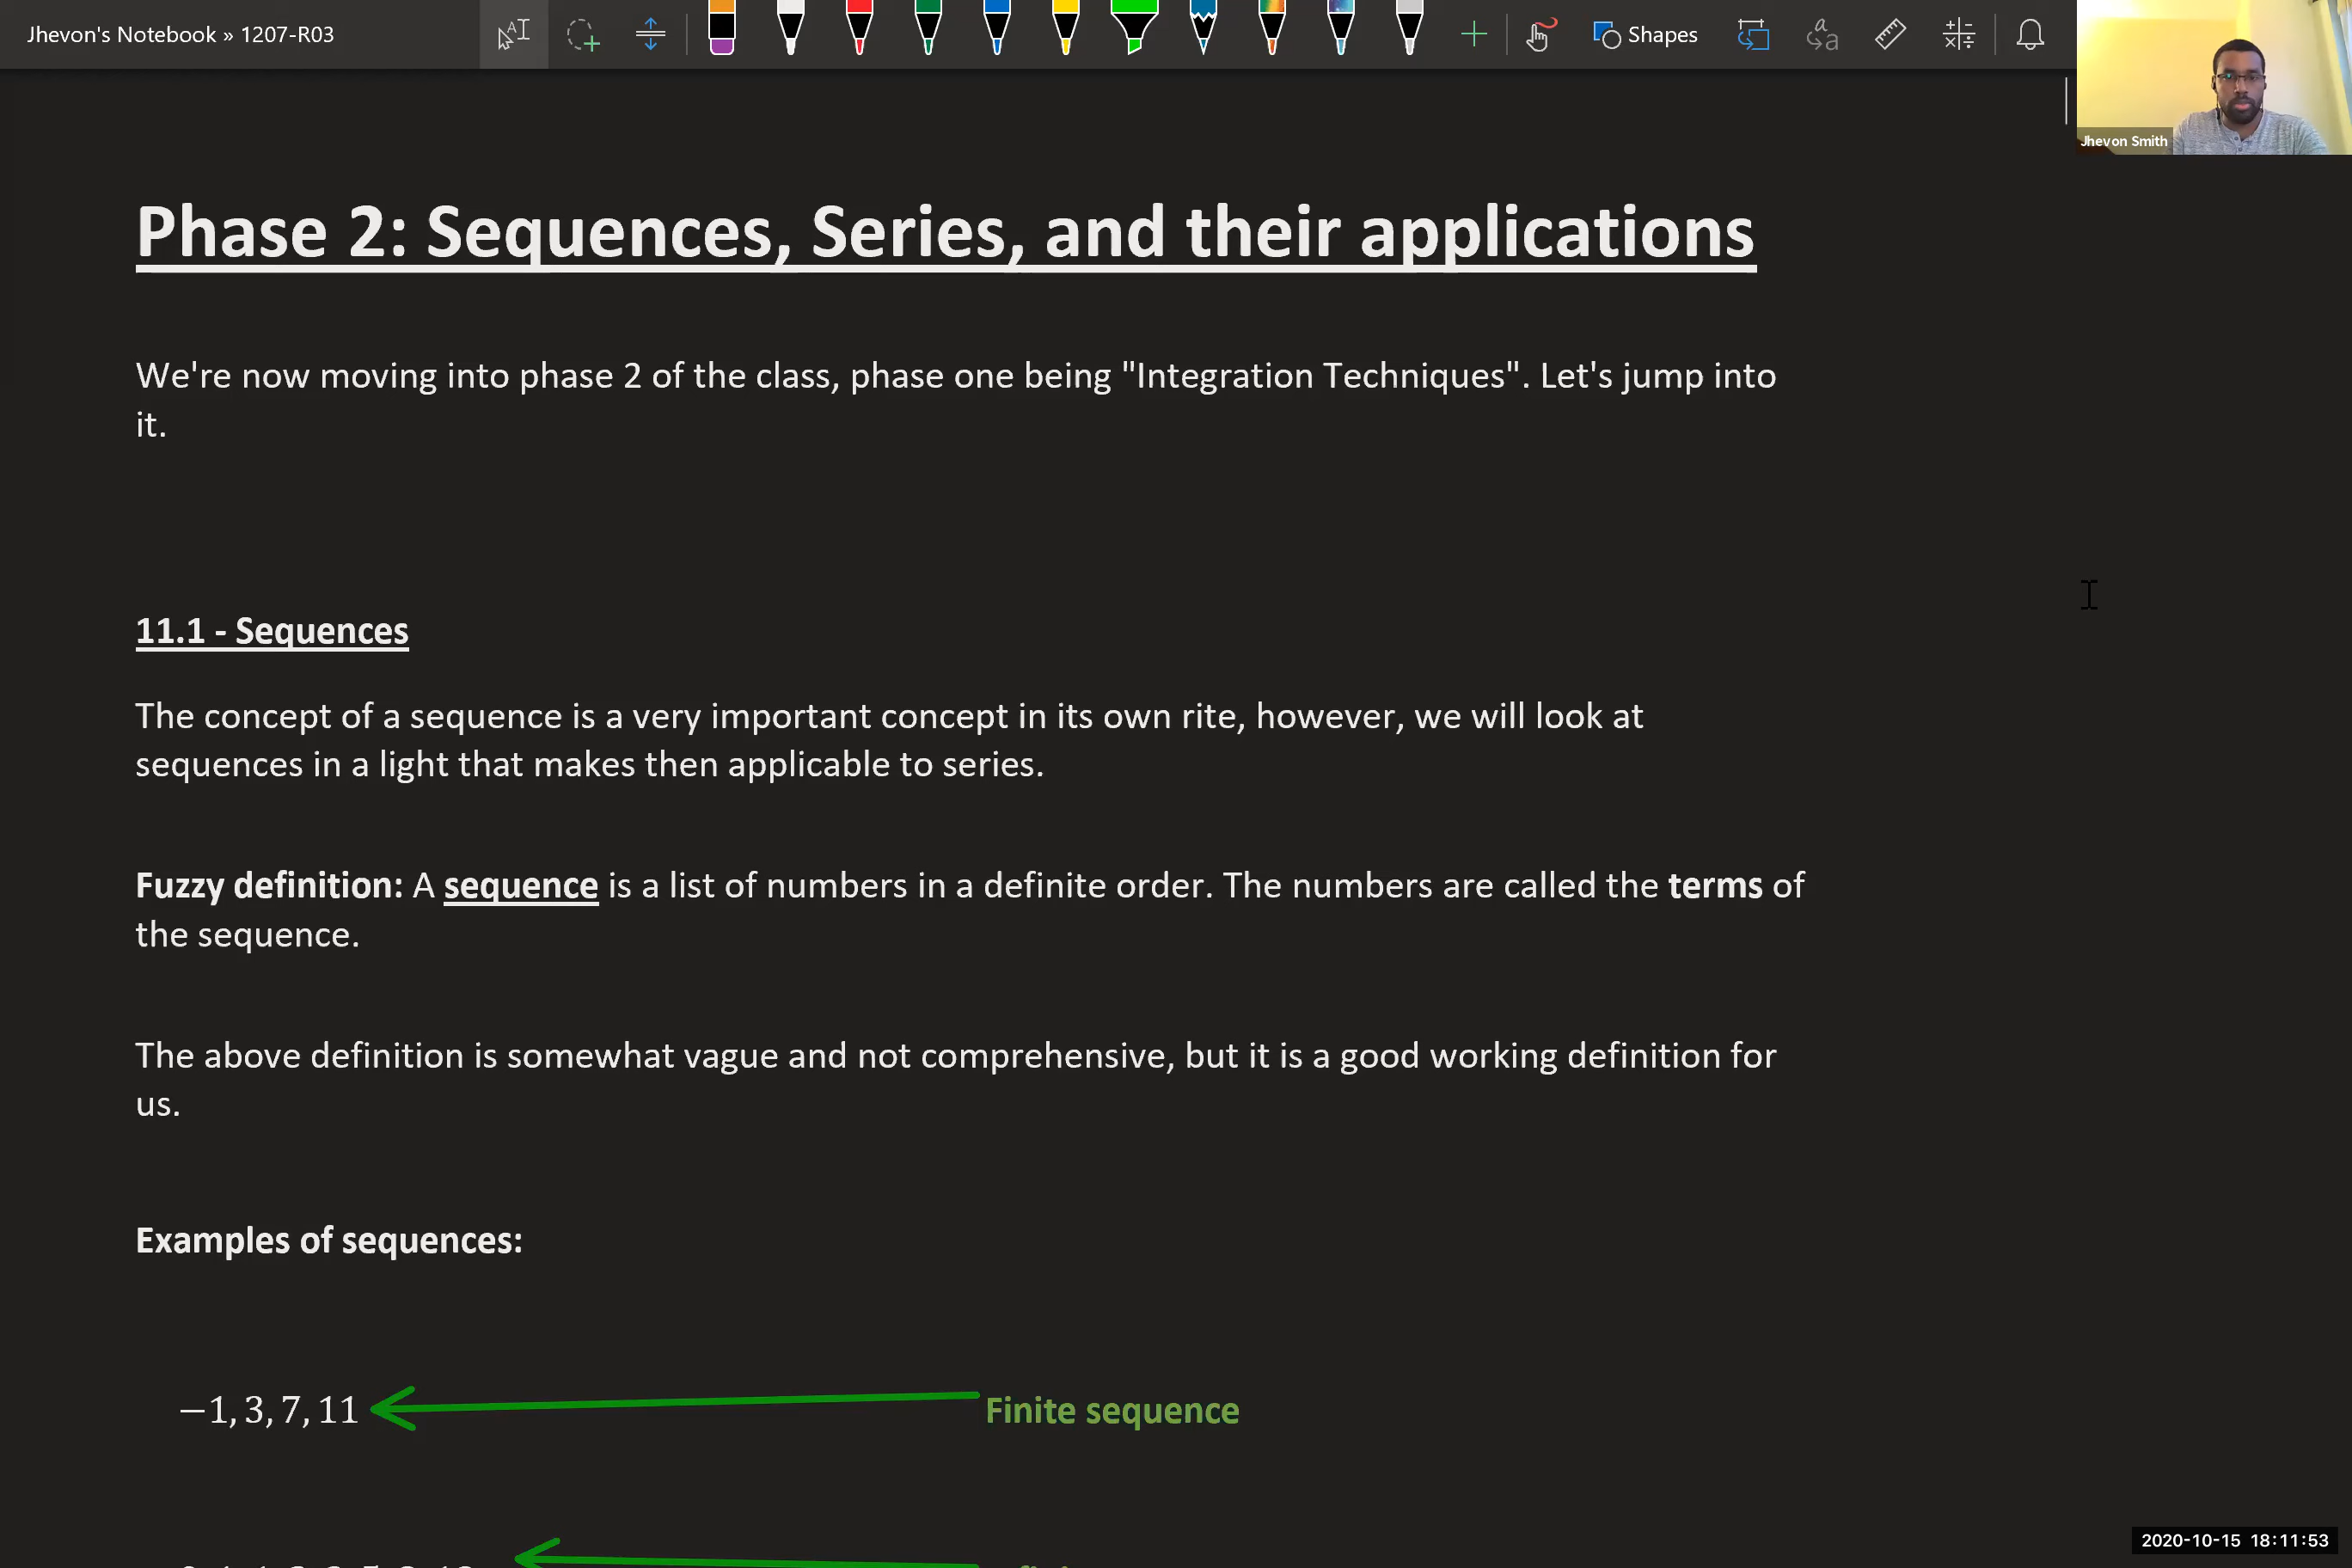 Jhevon's Notebook » 1207-R03
Shapes
Jhevon Smith
Phase 2: Sequences, Series, and their applications
We're now moving into phase 2 of the class, phase one being "Integration Techniques". Let's jump into
it.
11.1 - Sequences
The concept of a sequence is a very important concept in its own rite, however, we will look at
sequences in a light that makes then applicable to series.
Fuzzy definition: A sequence is a list of numbers in a definite order. The numbers are called the terms of
the sequence.
The above definition is somewhat vague and not comprehensive, but it is a good working definition for
us.
Examples of sequences:
−1, 3, 7, 11
Finite sequence
2020-10-15 18:11:53